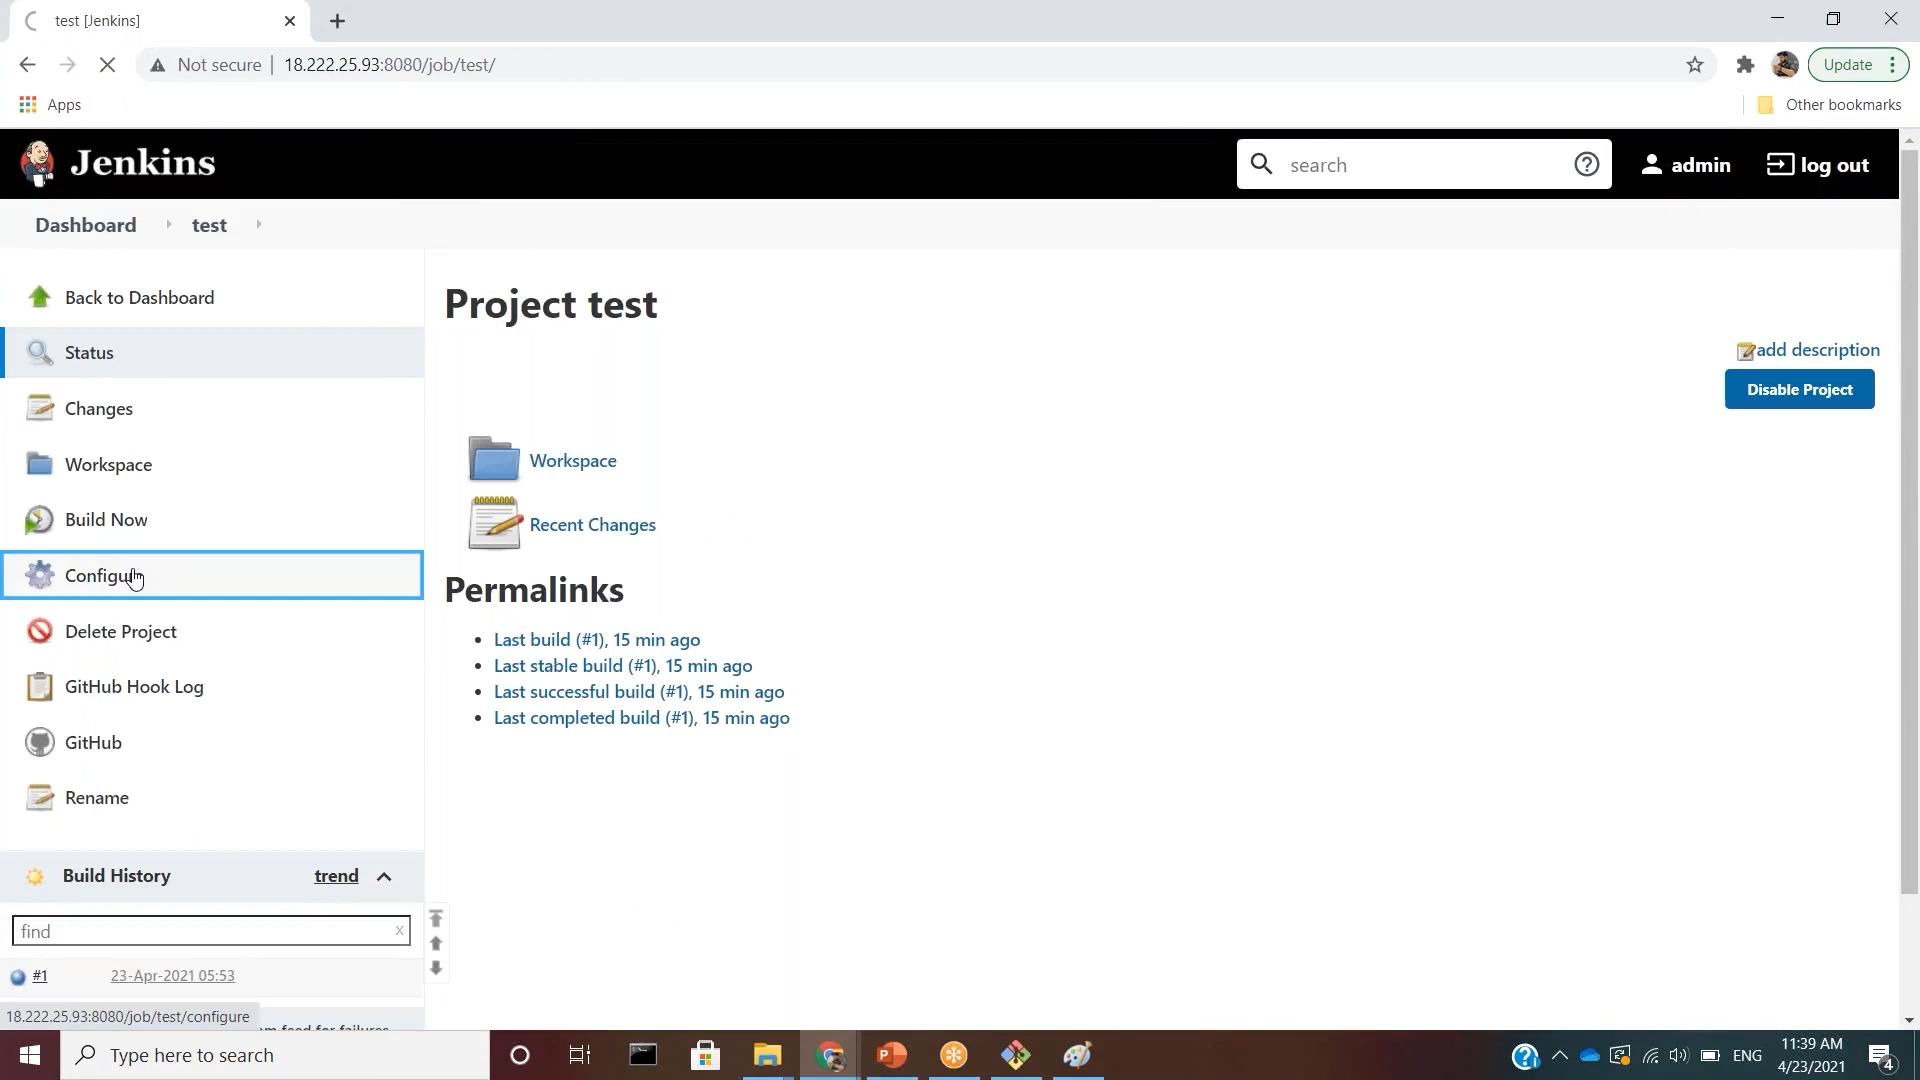 test [Jenkins]
Not secure | 18.222.25.93:8080/job/test/
Update
Apps
Other bookmarks
Jenkins
search
admin
log out
Dashboard
test
Back to Dashboard
Project test
Status
add description
Disable Project
Changes
Workspace
Workspace
Build Now
Recent Changes
Configure
Permalinks
Delete Project
Last build (#1), 15 min ago
Last stable build (#1), 15 min ago
GitHub Hook Log
Last successful build (#1), 15 min ago
Last completed build (#1), 15 min ago
GitHub
Rename
Build History
trend
find
x
#1
23-Apr-2021 05:53
18.222.25.93:8080/job/test/configure
feed for failures
Type here to search
ENG
11:39 AM
4/23/2021
4